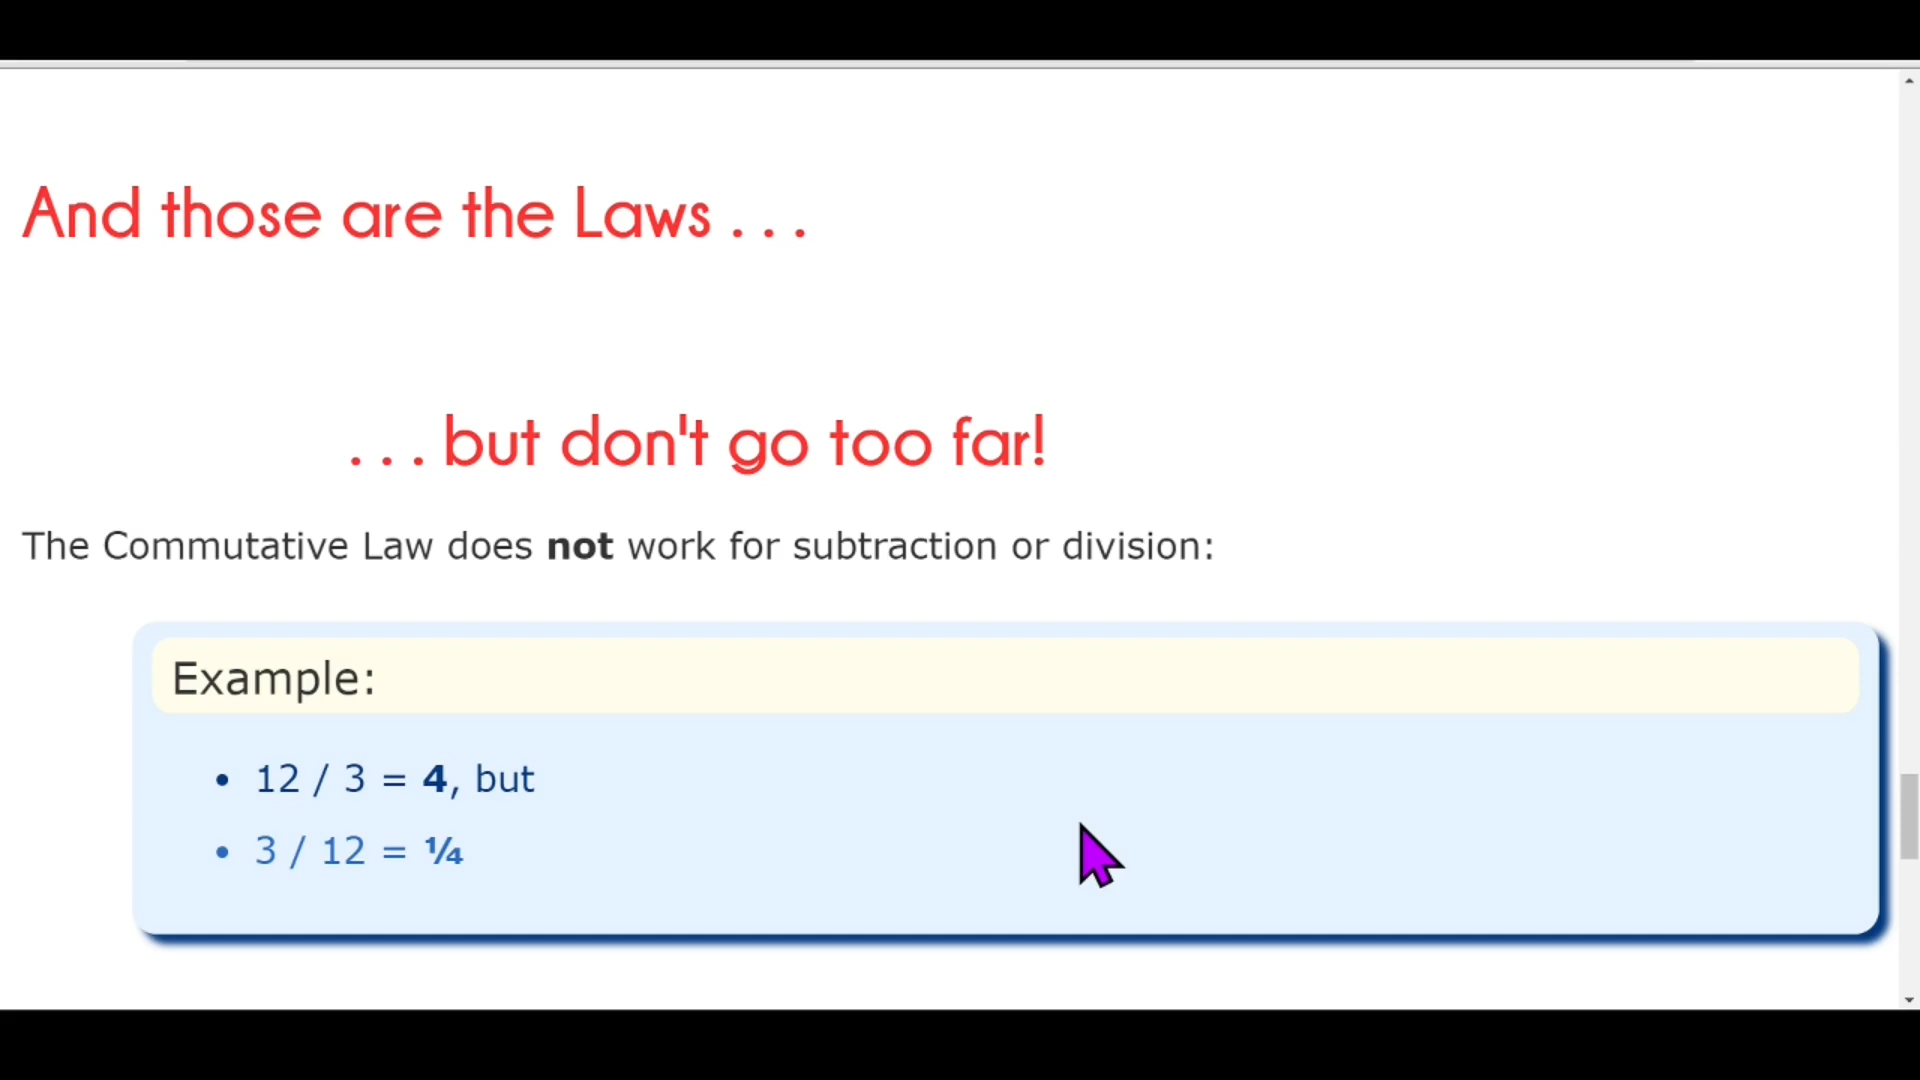 And those are the Laws . . .
. . . but don't go too far!
The Commutative Law does not work for subtraction or division:
Example:
• 12 / 3 = 4, but
• 3 / 12 = ¼